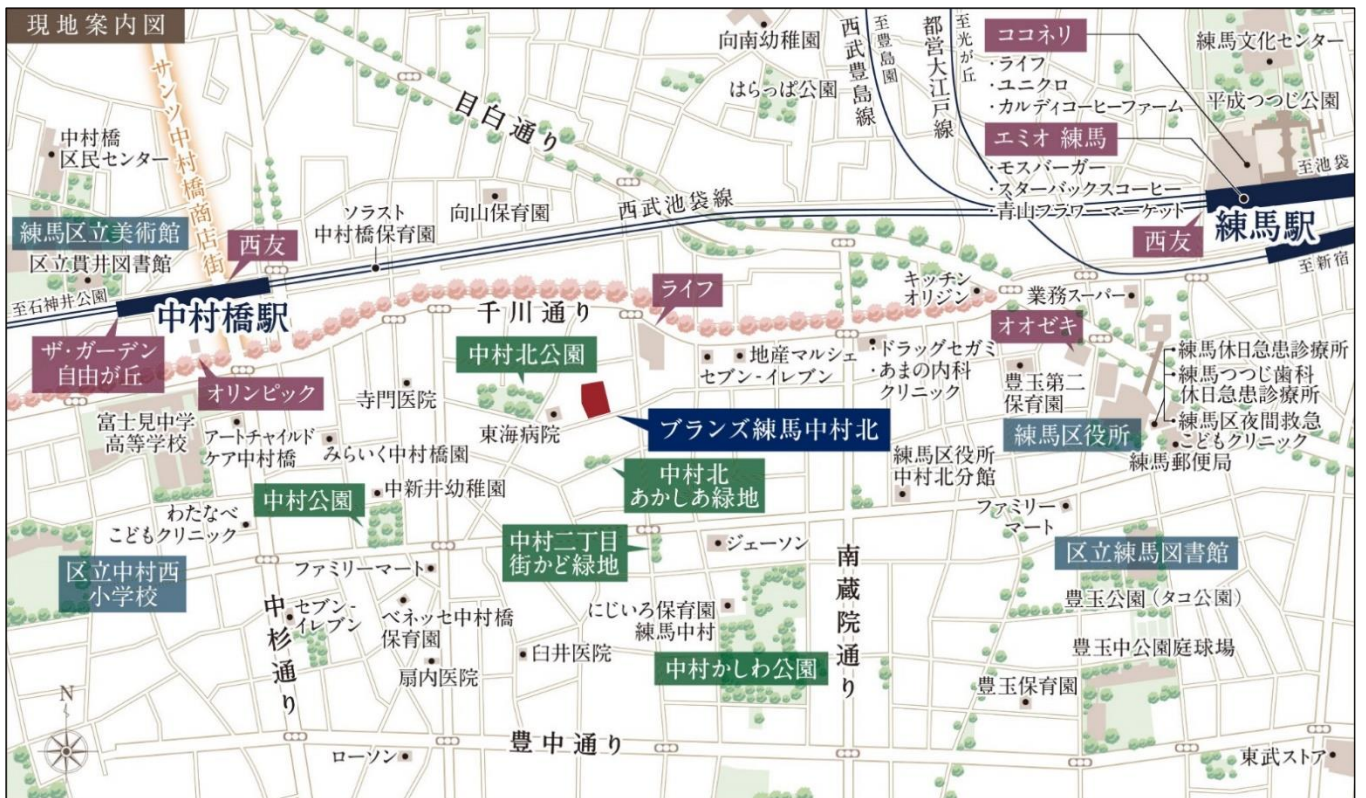 現地案内図
サンツ中村橋商店街
目白通り
向南幼稚園
はらっぱ公園
西武豊島線
至豊島園
都営大江戸線
至光が丘
ココネリ
・ライフ
・ユニクロ
・カルディコーヒーファーム
エミオ 練馬
・モスバーガー
・スターバックスコーヒー
・青山フラワーマーケット
練馬文化センター
平成つつじ公園
至池袋
中村橋
区民センター
練馬区立美術館
区立貫井図書館
西友
ソラスト
中村橋保育園
向山保育園
西武池袋線
西友
練馬駅
至新宿
至石神井公園
中村橋駅
千川通り
ライフ
キッチン
オリジン
業務スーパー
オオゼキ
ザ・ガーデン
自由が丘
オリンピック
中村北公園
寺門医院
東海病院
地産マルシェ
セブン-イレブン
ドラッグセガミ
あまの内科
クリニック
豊玉第二
保育園
練馬休日急患診療所
練馬つつじ歯科
休日急患診療所
練馬区夜間救急
こどもクリニック
練馬区役所
練馬郵便局
富士見中学
高等学校
アートチャイルド
ケア中村橋
みらいく中村橋園
ブランズ練馬中村北
中村北
あかしあ緑地
練馬区役所
中村北分館
中村公園
中新井幼稚園
わたなべ
こどもクリニック
中村二丁目
街かど緑地
ジェーソン
ファミリー
マート
区立練馬図書館
区立中村西
小学校
ファミリーマート
中杉通り
セブン-
イレブン
ベネッセ中村橋
保育園
にじいろ保育園
練馬中村
南蔵院通り
豊玉公園(タコ公園)
臼井医院
扇内医院
中村かしわ公園
豊玉中公園庭球場
豊玉保育園
N
豊中通り
ローソン
東武ストア